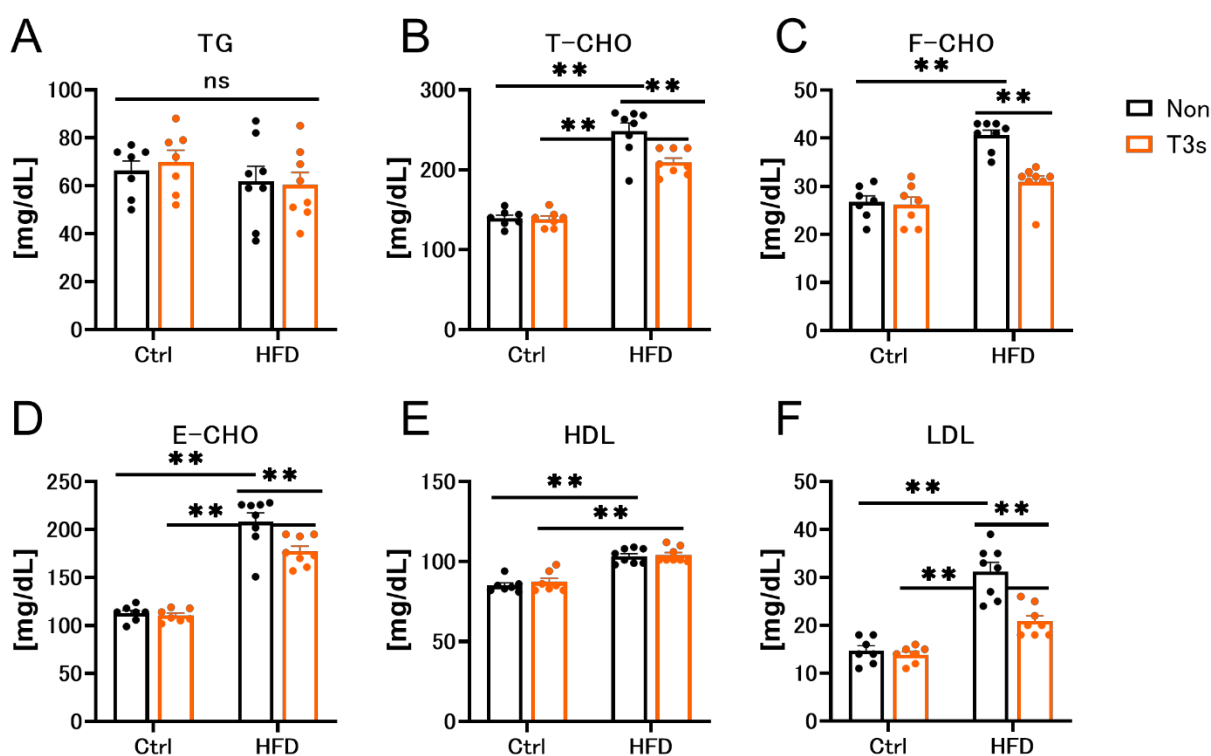 A
TG
ns
[mg/dL]
100
80
60
40
20
0
Ctrl
HFD
B
T-CHO
**
**
**
[mg/dL]
300
200
100
0
Ctrl
HFD
C
F-CHO
**
**
[mg/dL]
50
40
30
20
10
0
Ctrl
HFD
Non
T3s
D
E-CHO
**
**
**
[mg/dL]
250
200
150
100
50
0
Ctrl
HFD
E
HDL
**
**
[mg/dL]
150
100
50
0
Ctrl
HFD
F
LDL
**
**
**
[mg/dL]
50
40
30
20
10
0
Ctrl
HFD